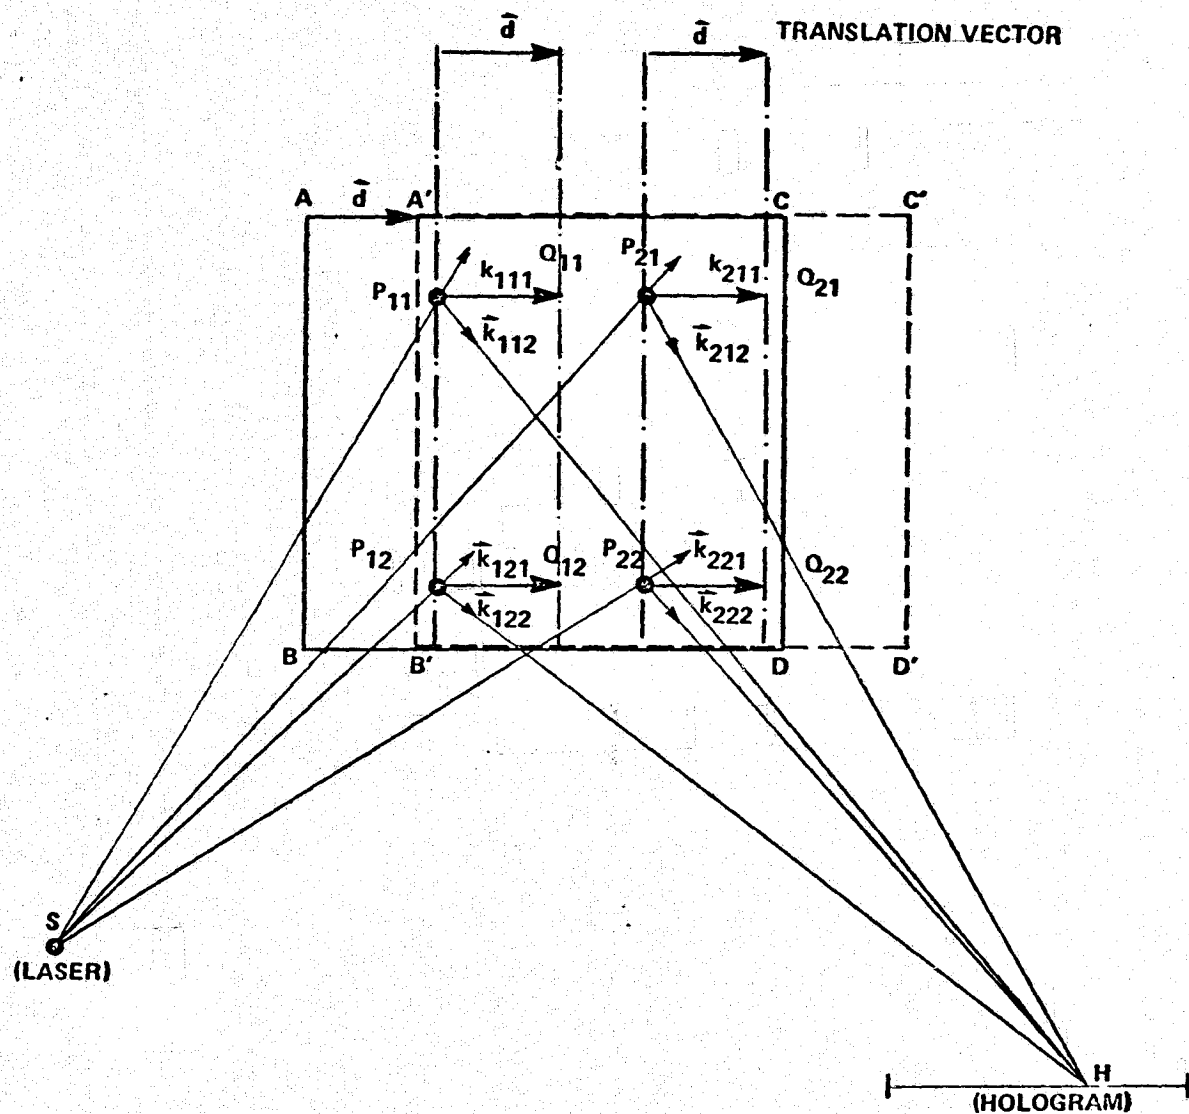 d⃗ d⃗ TRANSLATION VECTOR
A d⃗ A' C C'
Q11 P21
P11 k111 k211 Q21
k⃗112 k⃗212
P12 k⃗121 Q12 P22 k⃗221 Q22
k⃗122 k⃗222
B B' D D'
S
(LASER)
H
(HOLOGRAM)